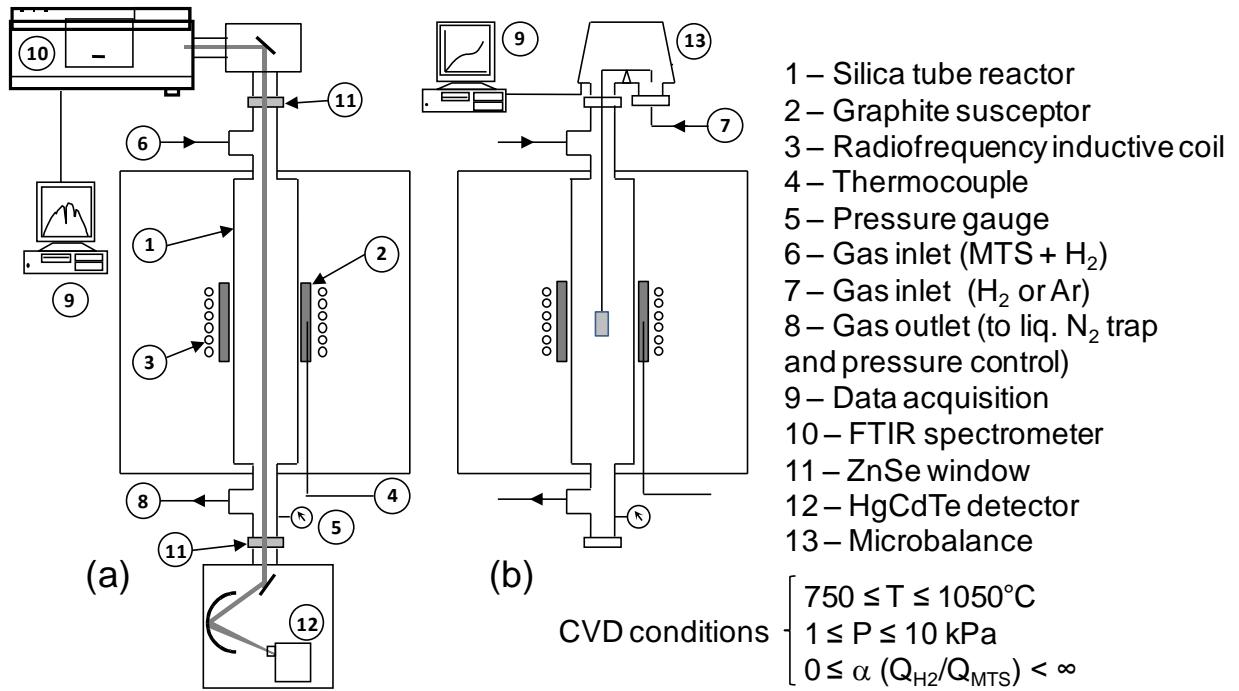 10
11
6
1
2
9
3
8
4
5
11
(a)
12
9
13
7
(b)
1 – Silica tube reactor
2 – Graphite susceptor
3 – Radiofrequency inductive coil
4 – Thermocouple
5 – Pressure gauge
6 – Gas inlet (MTS + H₂)
7 – Gas inlet (H₂ or Ar)
8 – Gas outlet (to liq. N₂ trap
and pressure control)
9 – Data acquisition
10 – FTIR spectrometer
11 – ZnSe window
12 – HgCdTe detector
13 – Microbalance
CVD conditions
750 ≤ T ≤ 1050°C
1 ≤ P ≤ 10 kPa
0 ≤ α (Q_H2/Q_MTS) < ∞